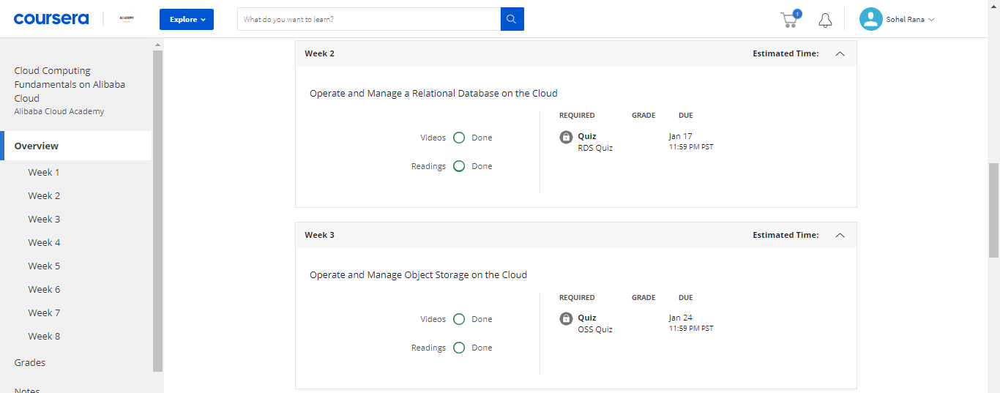 coursera
ACADEMY
Explore
What do you want to learn?
1
Sohel Rana
Cloud Computing
Fundamentals on Alibaba
Cloud
Alibaba Cloud Academy
Overview
Week 1
Week 2
Week 3
Week 4
Week 5
Week 6
Week 7
Week 8
Grades
Notes
Week 2
Estimated Time:
Operate and Manage a Relational Database on the Cloud
Videos Done
Readings Done
REQUIRED GRADE DUE
Quiz Jan 17
RDS Quiz 11:59 PM PST
Week 3
Estimated Time:
Operate and Manage Object Storage on the Cloud
Videos Done
Readings Done
REQUIRED GRADE DUE
Quiz Jan 24
OSS Quiz 11:59 PM PST